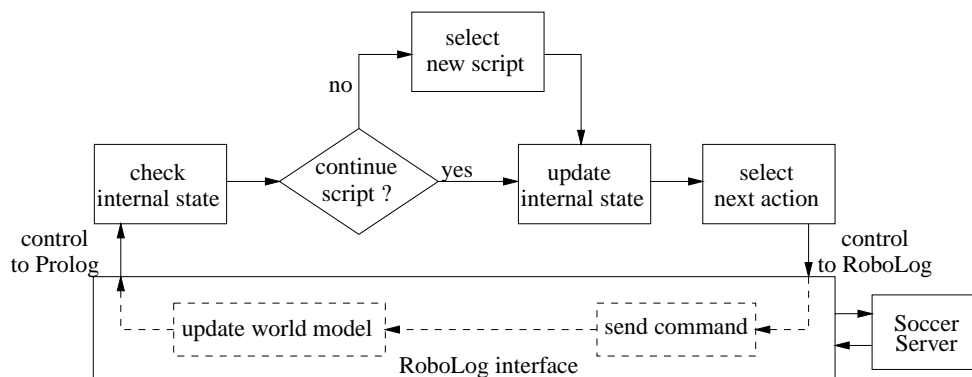 select
new script
no
check
internal state
continue
script ?
yes
update
internal state
select
next action
control
to Prolog
control
to RoboLog
update world model
send command
Soccer
Server
RoboLog interface